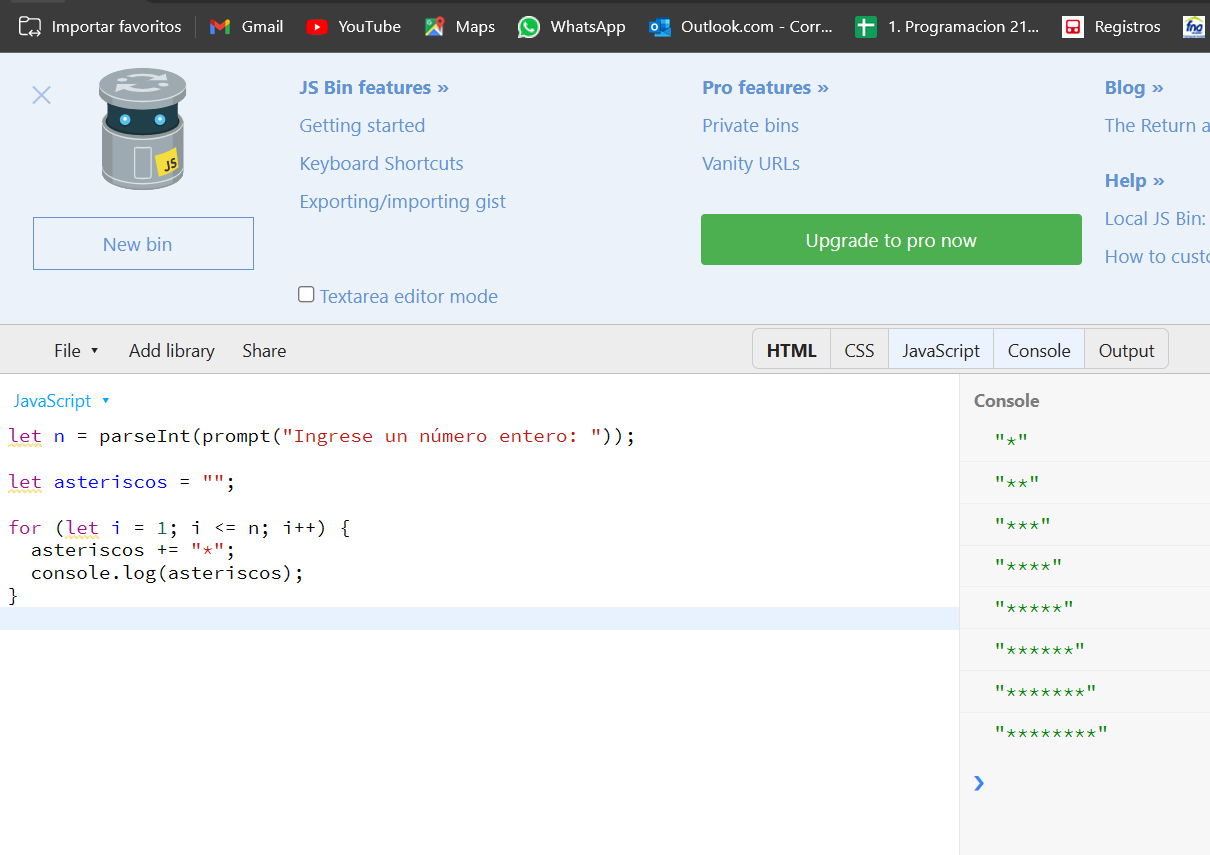 Importar favoritos Gmail YouTube Maps WhatsApp Outlook.com - Corr... 1. Programacion 21... Registros fng
JS Bin features » Pro features » Blog »
Getting started Private bins The Return a
Keyboard Shortcuts Vanity URLs Help »
JS
Exporting/importing gist Local JS Bin:
New bin Upgrade to pro now How to custo
Textarea editor mode
File ▾ Add library Share HTML CSS JavaScript Console Output
JavaScript ▾ Console
let n = parseInt(prompt("Ingrese un número entero: "));
let asteriscos = "";
for (let i = 1; i <= n; i++) {
  asteriscos += "*";
  console.log(asteriscos);
}
"*"
"**"
"***"
"****"
"*****"
"******"
"*******"
"********"